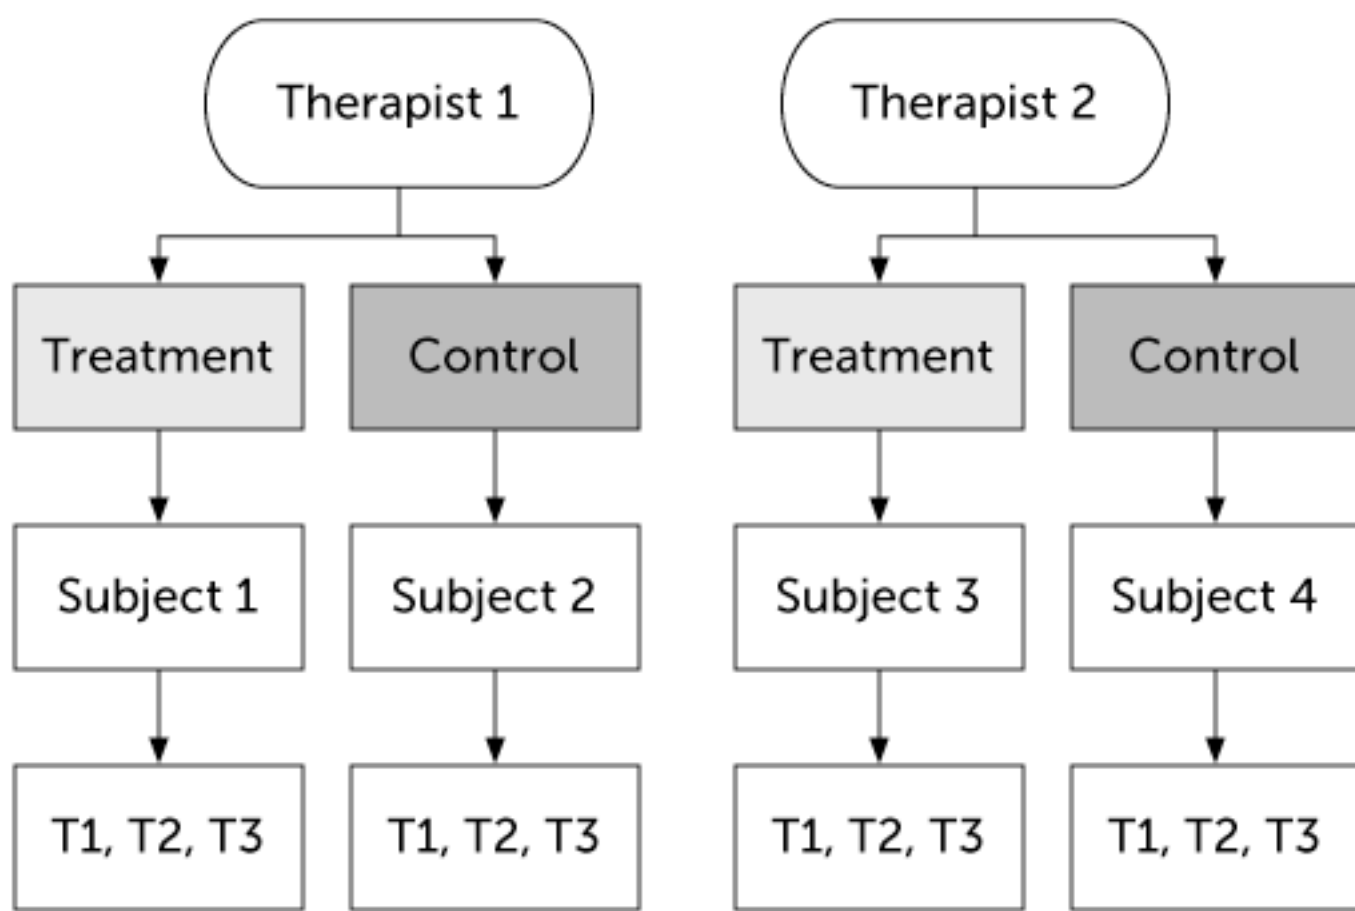 Therapist 1
Therapist 2
Treatment
Control
Treatment
Control
Subject 1
Subject 2
Subject 3
Subject 4
T1, T2, T3
T1, T2, T3
T1, T2, T3
T1, T2, T3